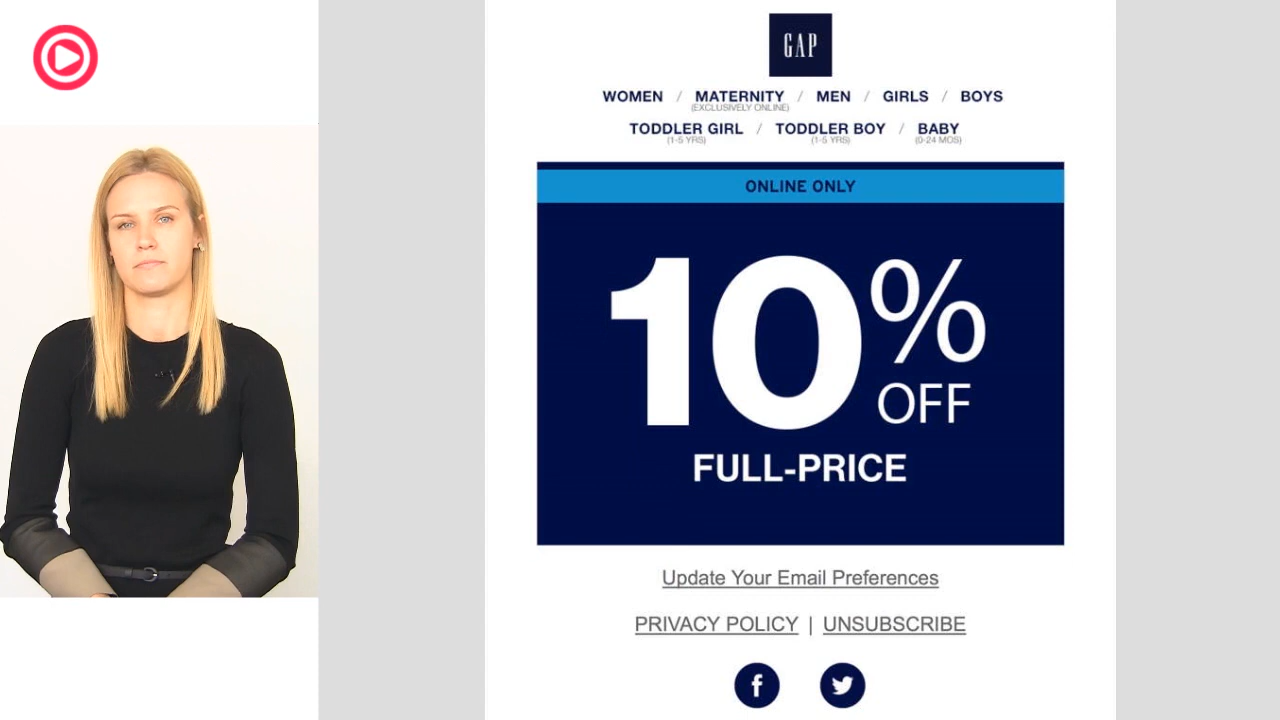 GAP
WOMEN / MATERNITY / MEN / GIRLS / BOYS
(EXCLUSIVELY ONLINE)
TODDLER GIRL / TODDLER BOY / BABY
(1-5 YRS) (1-5 YRS) (0-24 MOS)
ONLINE ONLY
10%
OFF
FULL-PRICE
Update Your Email Preferences
PRIVACY POLICY | UNSUBSCRIBE